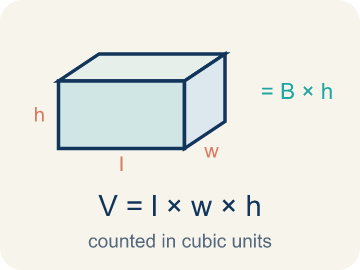 = B × h
h
w
l
V = l × w × h
counted in cubic units